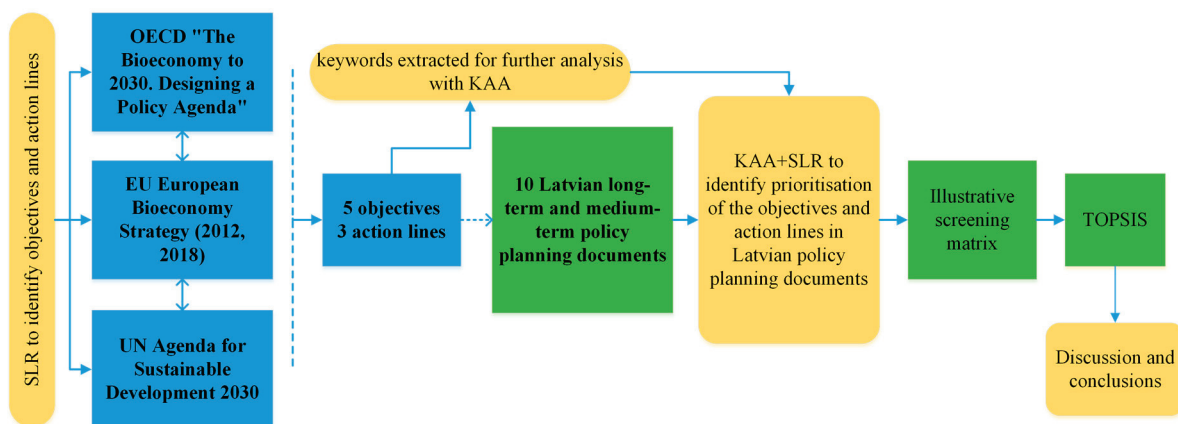 SLR to identify objectives and action lines
OECD "The
Bioeconomy to
2030. Designing a
Policy Agenda"
EU European
Bioeconomy
Strategy (2012,
2018)
UN Agenda for
Sustainable
Development 2030
keywords extracted for further analysis
with KAA
5 objectives
3 action lines
10 Latvian long-
term and medium-
term policy
planning documents
KAA+SLR to
identify prioritisation
of the objectives and
action lines in
Latvian policy
planning documents
Illustrative
screening
matrix
TOPSIS
Discussion and
conclusions